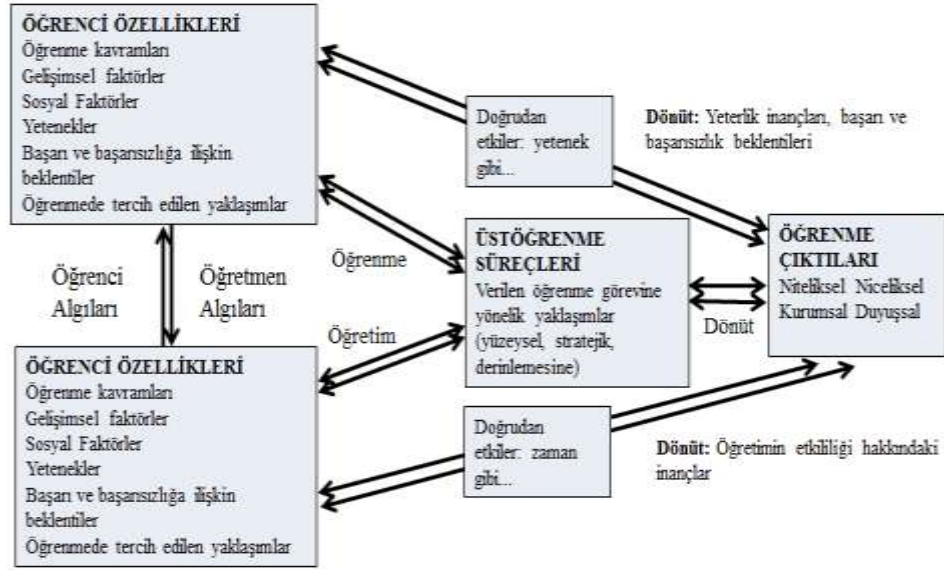 ÖĞRENCİ ÖZELLİKLERİ
Öğrenme kavramları
Gelişimsel faktörler
Sosyal Faktörler
Yetenekler
Başarı ve başarısızlığa ilişkin
beklentiler
Öğrenmede tercih edilen yaklaşımlar
Doğrudan
etkiler: yetenek
gibi...
Dönüt: Yeterlik inançları, başarı ve
başarısızlık beklentileri
Öğrenci
Algıları
Öğretmen
Algıları
Öğrenme
Öğretim
ÜSTÖĞRENME
SÜREÇLERİ
Verilen öğrenme görevine
yönelik yaklaşımlar
(yüzeysel, stratejik,
derinlemesine)
Dönüt
ÖĞRENME
ÇIKTILARI
Niteliksel Niceliksel
Kurumsal Duyuşsal
ÖĞRENCİ ÖZELLİKLERİ
Öğrenme kavramları
Gelişimsel faktörler
Sosyal Faktörler
Yetenekler
Başarı ve başarısızlığa ilişkin
beklentiler
Öğrenmede tercih edilen yaklaşımlar
Doğrudan
etkiler: zaman
gibi...
Dönüt: Öğretimin etkililiği hakkındaki
inançlar